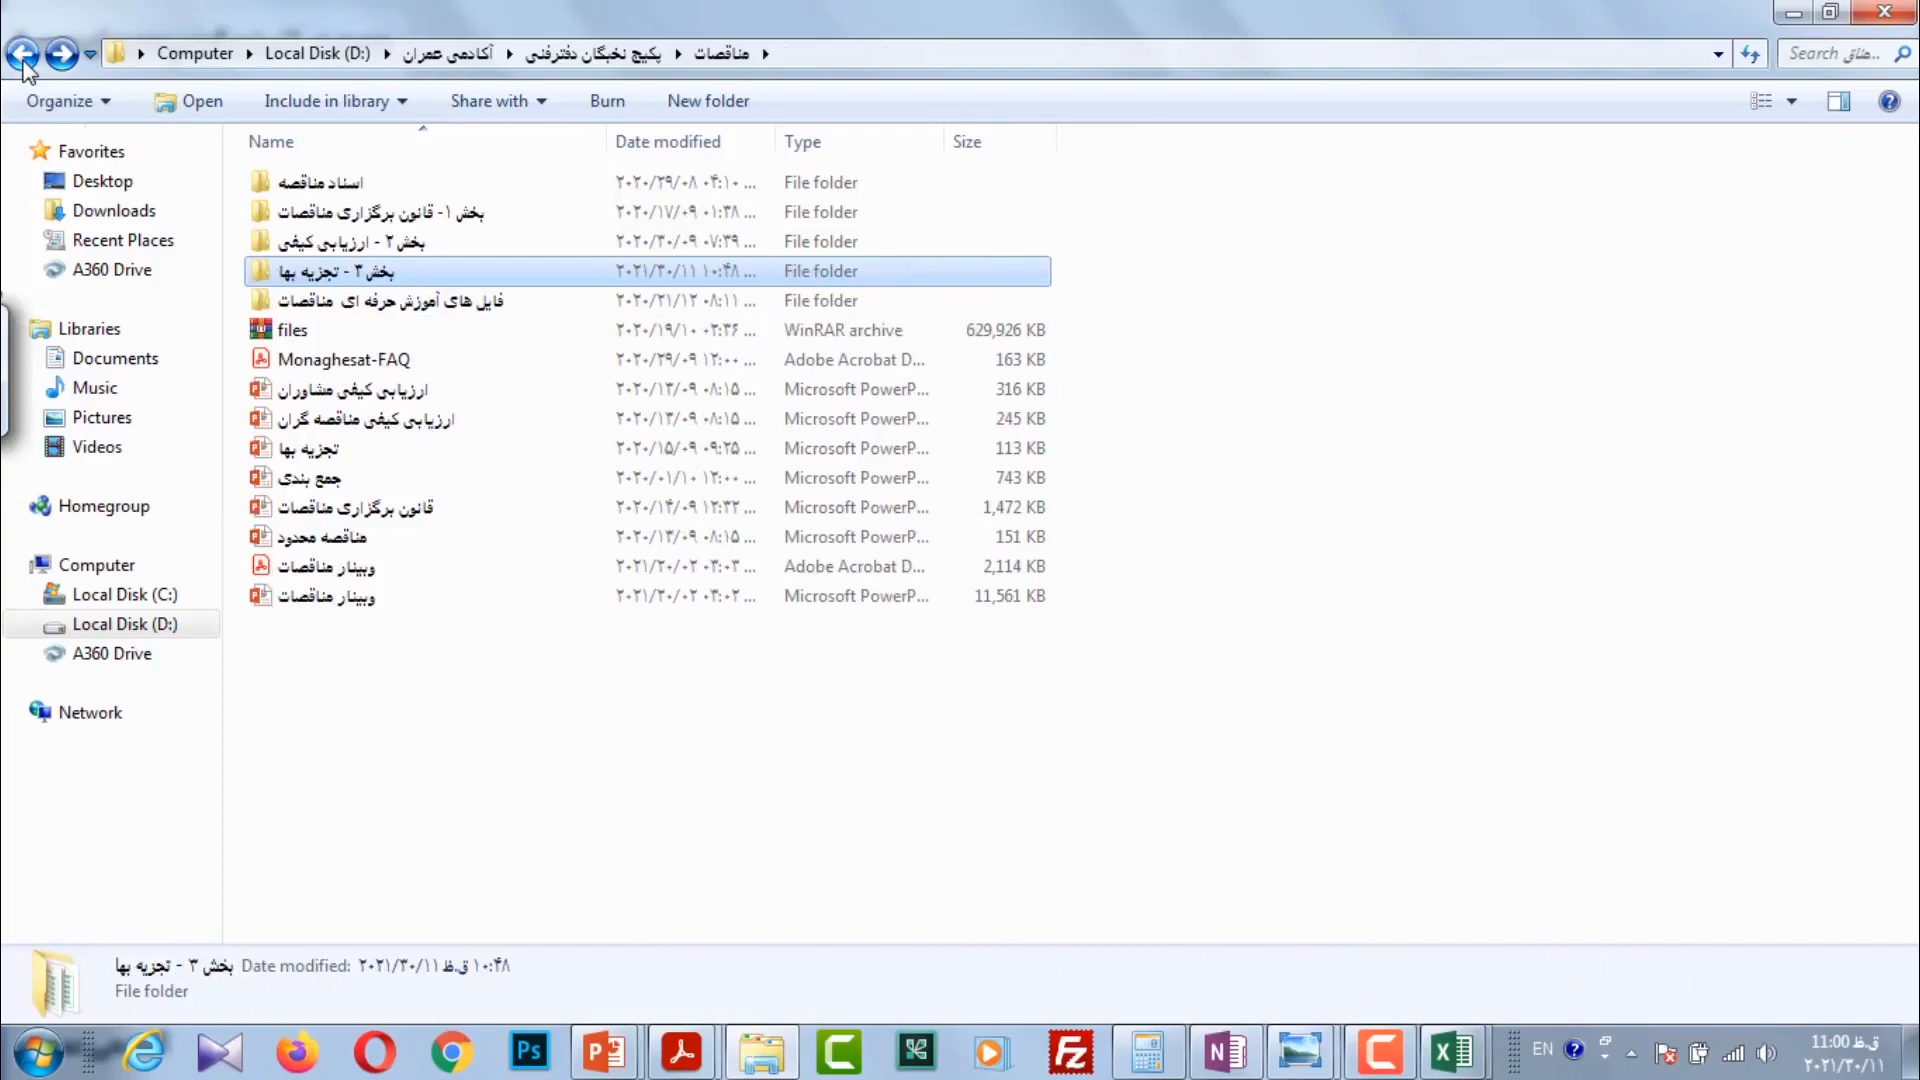 Computer Local Disk (D:) آکادمی عمران پکیج نخبگان دفترفنی مناقصات
Search مناق...
Organize Open Include in library Share with Burn New folder
Name Date modified Type Size
Favorites
Desktop
Downloads
Recent Places
A360 Drive
Libraries
Documents
Music
Pictures
Videos
Homegroup
Computer
Local Disk (C:)
Local Disk (D:)
A360 Drive
Network
اسناد مناقصه ۲۰۲۰/۲۹/۰۸ ۰۴:۱۰ ... File folder
بخش ۱- قانون برگزاری مناقصات ۲۰۲۰/۱۷/۰۹ ۰۱:۳۸ ... File folder
بخش ۲ - ارزیابی کیفی ۲۰۲۰/۳۰/۰۹ ۰۷:۳۹ ... File folder
بخش ۳ - تجزیه بها ۲۰۲۱/۳۰/۱۱ ۱۰:۴۸ ... File folder
فایل های آموزش حرفه ای مناقصات ۲۰۲۰/۲۱/۱۲ ۰۸:۱۱ ... File folder
files ۲۰۲۰/۱۹/۱۰ ۰۲:۳۶ ... WinRAR archive 629,926 KB
Monaghesat-FAQ ۲۰۲۰/۲۹/۰۹ ۱۲:۰۰ ... Adobe Acrobat D... 163 KB
ارزیابی کیفی مشاوران ۲۰۲۰/۱۳/۰۹ ۰۸:۱۵ ... Microsoft PowerP... 316 KB
ارزیابی کیفی مناقصه گران ۲۰۲۰/۱۳/۰۹ ۰۸:۱۵ ... Microsoft PowerP... 245 KB
تجزیه بها ۲۰۲۰/۱۵/۰۹ ۰۹:۲۵ ... Microsoft PowerP... 113 KB
جمع بندی ۲۰۲۰/۰۱/۱۰ ۱۲:۰۰ ... Microsoft PowerP... 743 KB
قانون برگزاری مناقصات ۲۰۲۰/۱۴/۰۹ ۱۲:۳۲ ... Microsoft PowerP... 1,472 KB
مناقصه محدود ۲۰۲۰/۱۳/۰۹ ۰۸:۱۵ ... Microsoft PowerP... 151 KB
وبینار مناقصات ۲۰۲۱/۲۰/۰۲ ۰۳:۰۳ ... Adobe Acrobat D... 2,114 KB
وبینار مناقصات ۲۰۲۱/۲۰/۰۲ ۰۳:۰۲ ... Microsoft PowerP... 11,561 KB
بخش ۳ - تجزیه بها Date modified: ۲۰۲۱/۳۰/۱۱ ق.ظ ۱۰:۴۸
File folder
Ps
EN
11:00 ق.ظ
۲۰۲۱/۳۰/۱۱